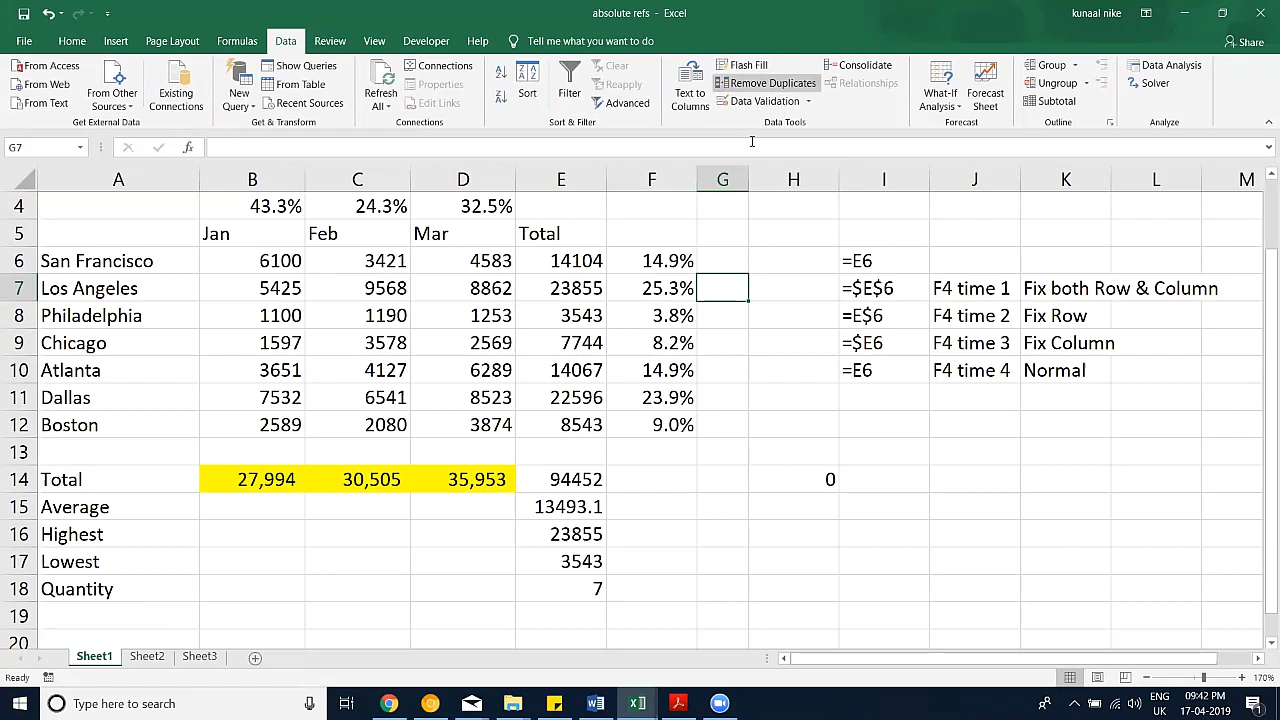 absolute refs - Excel
kunaal nike
File Home Insert Page Layout Formulas Data Review View Developer Help Tell me what you want to do Share
From Access
From Web
From Text
From Other Sources
Existing Connections
Get External Data
New Query
Show Queries
From Table
Recent Sources
Get & Transform
Refresh All
Connections
Properties
Edit Links
Connections
Sort
Filter
Clear
Reapply
Advanced
Sort & Filter
Text to Columns
Flash Fill
Remove Duplicates
Data Validation
Consolidate
Relationships
Data Tools
What-If Analysis
Forecast Sheet
Forecast
Group
Ungroup
Subtotal
Outline
Data Analysis
Solver
Analyze
G7 fx
A B C D E F G H I J K L M
4 43.3% 24.3% 32.5%
5 Jan Feb Mar Total
6 San Francisco 6100 3421 4583 14104 14.9% =E6
7 Los Angeles 5425 9568 8862 23855 25.3% =$E$6 F4 time 1 Fix both Row & Column
8 Philadelphia 1100 1190 1253 3543 3.8% =E$6 F4 time 2 Fix Row
9 Chicago 1597 3578 2569 7744 8.2% =$E6 F4 time 3 Fix Column
10 Atlanta 3651 4127 6289 14067 14.9% =E6 F4 time 4 Normal
11 Dallas 7532 6541 8523 22596 23.9%
12 Boston 2589 2080 3874 8543 9.0%
13
14 Total 27,994 30,505 35,953 94452 0
15 Average 13493.1
16 Highest 23855
17 Lowest 3543
18 Quantity 7
19
20
Sheet1 Sheet2 Sheet3
Ready 170%
Type here to search
ENG 09:42 PM
UK 17-04-2019